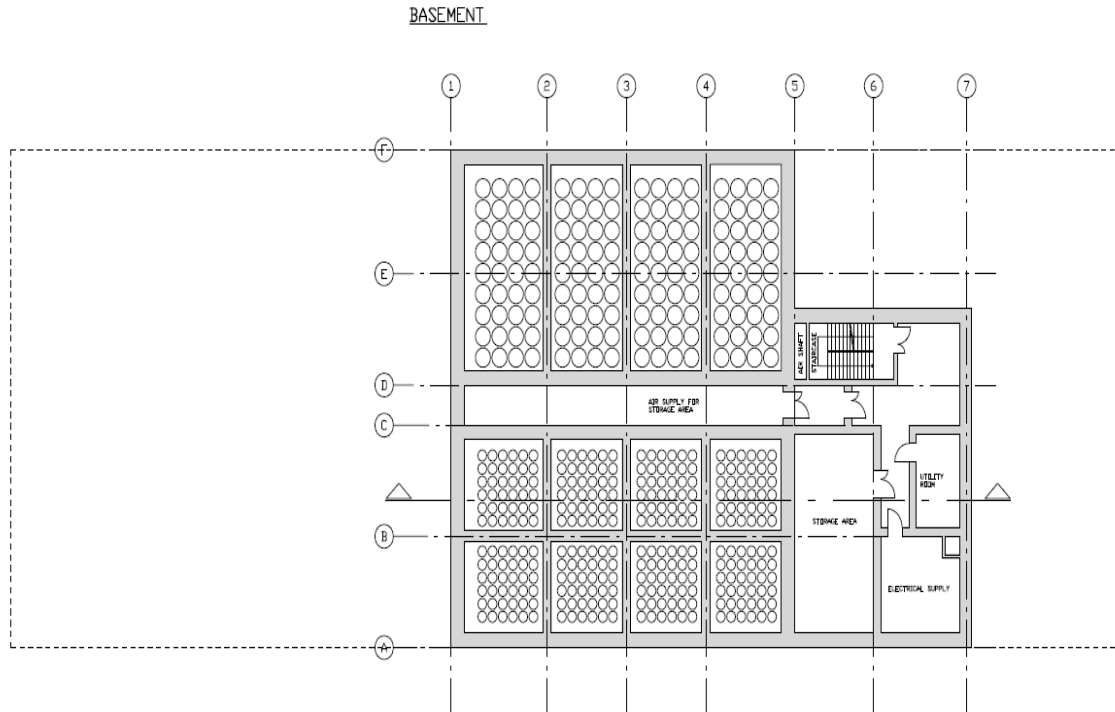 BASEMENT
1 2 3 4 5 6 7
F
E
AIR SHAFT
STAIRCASE
D
AIR SUPPLY FOR
STORAGE AREA
C
UTILITY
ROOM
STORAGE AREA
B
ELECTRICAL SUPPLY
A